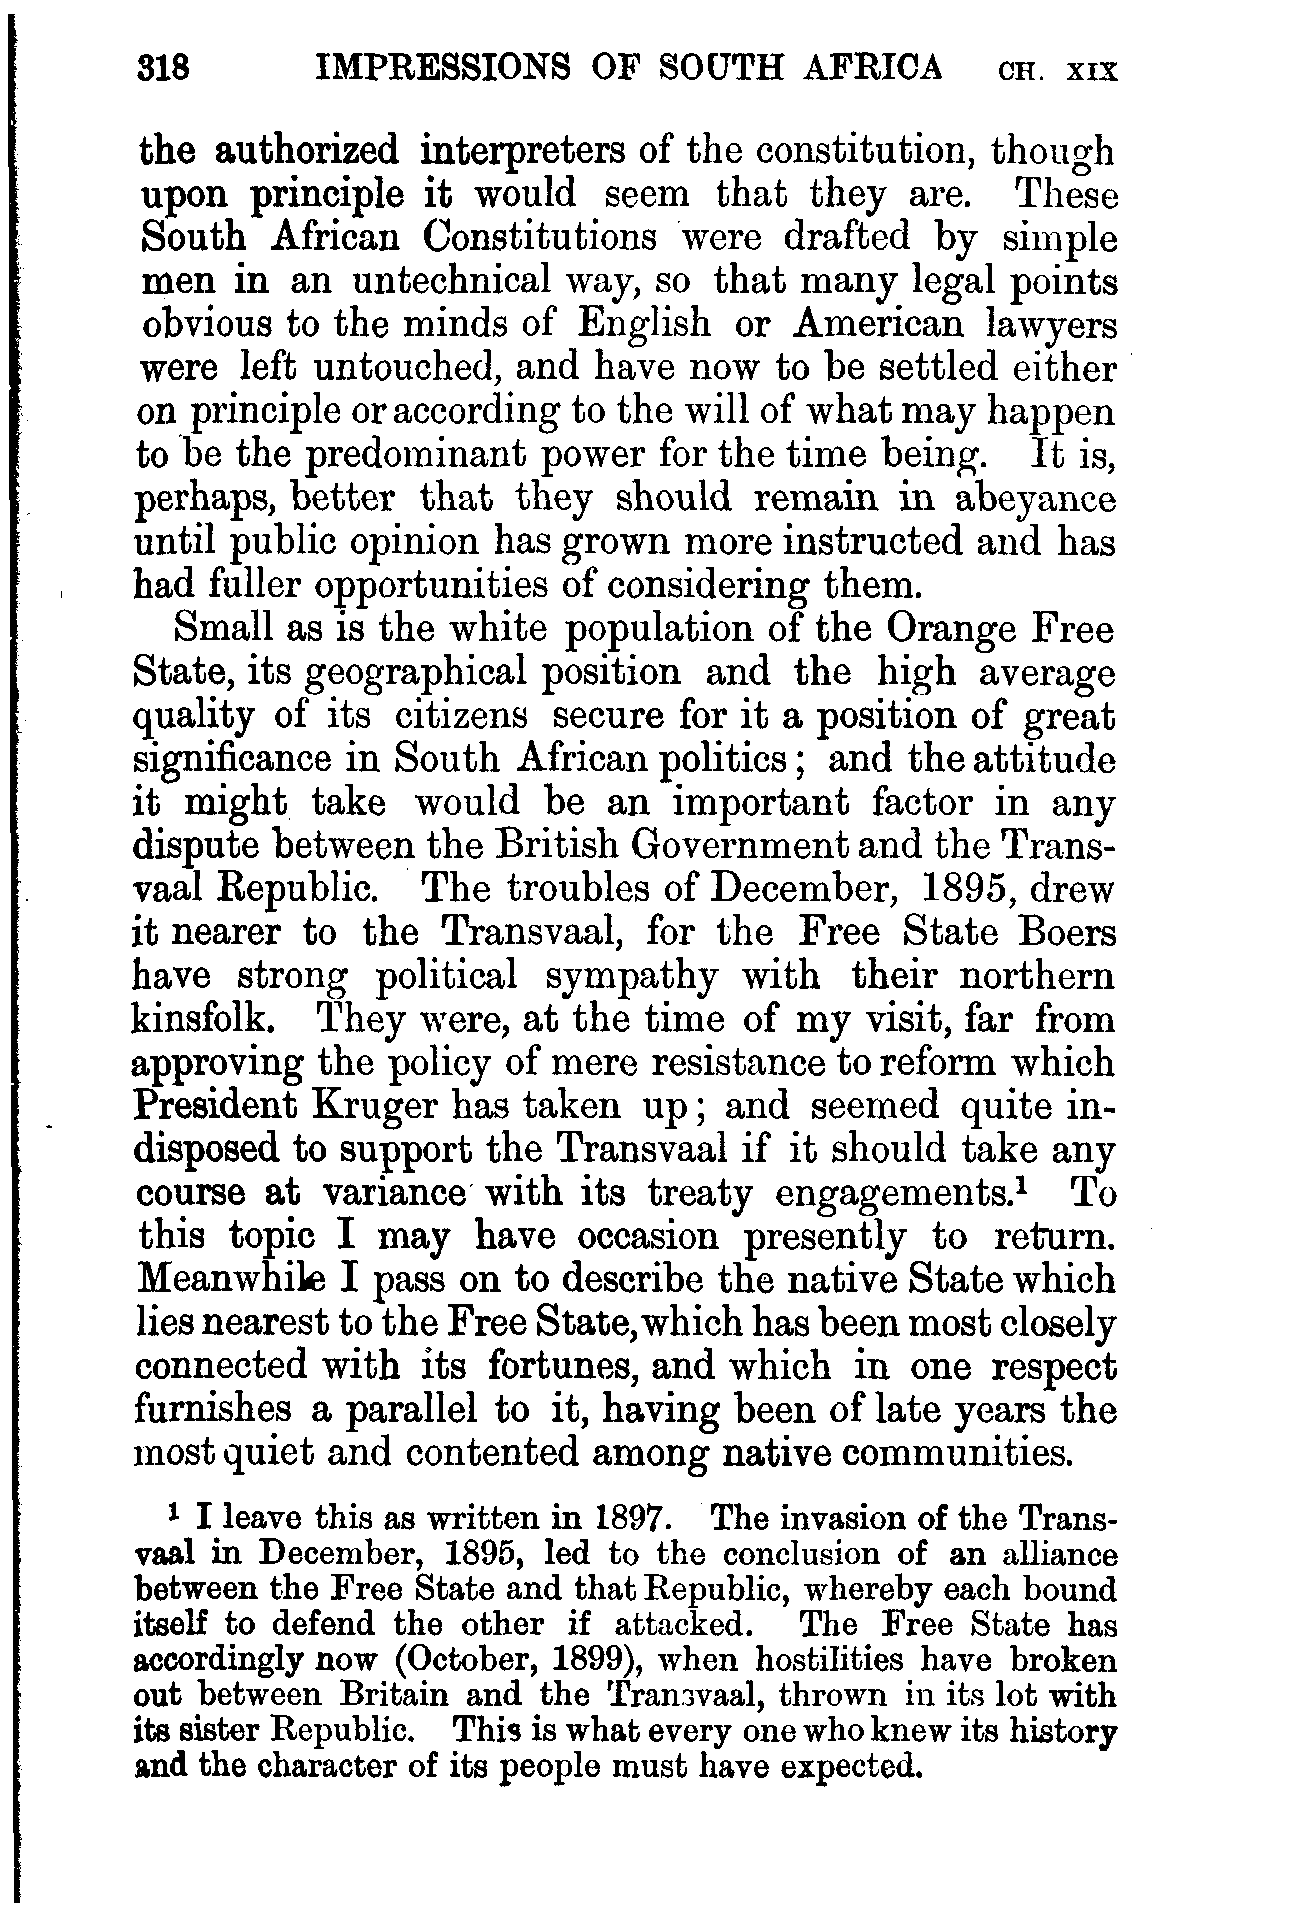 318 IMPRESSIONS OF SOUTH AFRICA CH. XIX
the authorized interpreters of the constitution, though
upon principle it would seem that they are. These
South African Constitutions were drafted by simple
men in an untechnical way, so that many legal points
obvious to the minds of English or American lawyers
were left untouched, and have now to be settled either
on principle or according to the will of what may happen
to be the predominant power for the time being. It is,
perhaps, better that they should remain in abeyance
until public opinion has grown more instructed and has
had fuller opportunities of considering them.
Small as is the white population of the Orange Free
State, its geographical position and the high average
quality of its citizens secure for it a position of great
significance in South African politics; and the attitude
it might take would be an important factor in any
dispute between the British Government and the Trans-
vaal Republic. The troubles of December, 1895, drew
it nearer to the Transvaal, for the Free State Boers
have strong political sympathy with their northern
kinsfolk. They were, at the time of my visit, far from
approving the policy of mere resistance to reform which
President Kruger has taken up; and seemed quite in-
disposed to support the Transvaal if it should take any
course at variance with its treaty engagements.¹ To
this topic I may have occasion presently to return.
Meanwhile I pass on to describe the native State which
lies nearest to the Free State, which has been most closely
connected with its fortunes, and which in one respect
furnishes a parallel to it, having been of late years the
most quiet and contented among native communities.
¹ I leave this as written in 1897. The invasion of the Trans-
vaal in December, 1895, led to the conclusion of an alliance
between the Free State and that Republic, whereby each bound
itself to defend the other if attacked. The Free State has
accordingly now (October, 1899), when hostilities have broken
out between Britain and the Transvaal, thrown in its lot with
its sister Republic. This is what every one who knew its history
and the character of its people must have expected.